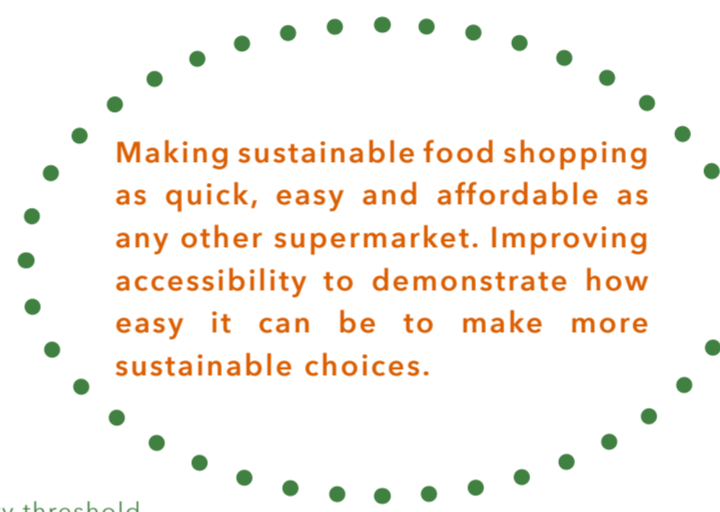 Making sustainable food shopping
as quick, easy and affordable as
any other supermarket. Improving
accessibility to demonstrate how
easy it can be to make more
sustainable choices.
threshold